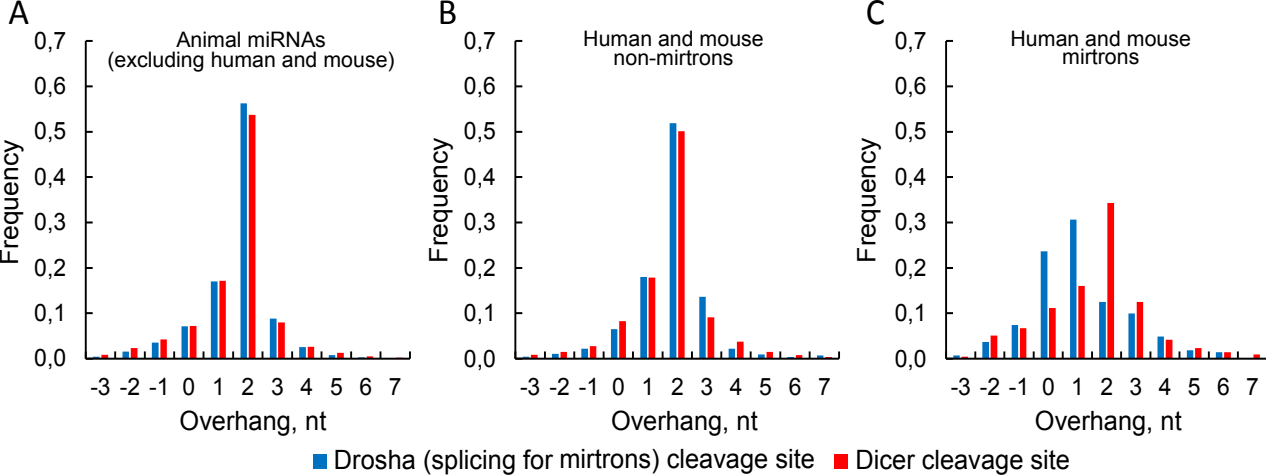 A
Animal miRNAs
(excluding human and mouse)
0,7
0,6
0,5
0,4
0,3
0,2
0,1
0,0
Frequency
-3 -2 -1 0 1 2 3 4 5 6 7
Overhang, nt
B
Human and mouse
non-mirtrons
0,7
0,6
0,5
0,4
0,3
0,2
0,1
0,0
Frequency
-3 -2 -1 0 1 2 3 4 5 6 7
Overhang, nt
C
Human and mouse
mirtrons
0,7
0,6
0,5
0,4
0,3
0,2
0,1
0,0
Frequency
-3 -2 -1 0 1 2 3 4 5 6 7
Overhang, nt
Drosha (splicing for mirtrons) cleavage site Dicer cleavage site